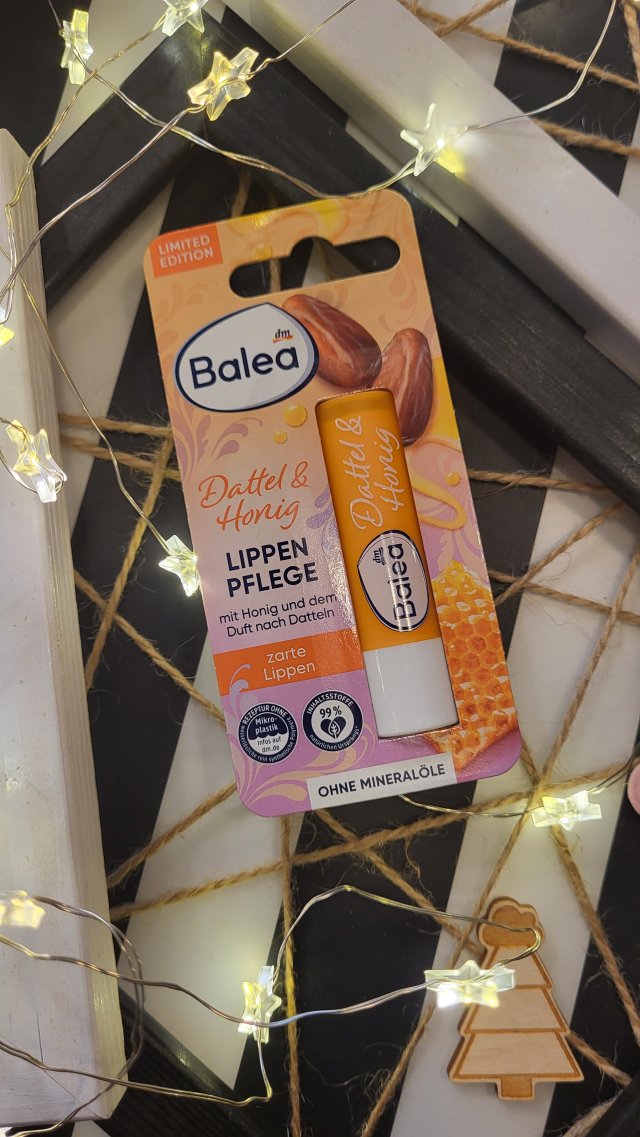 LIMITED
EDITION
dm
Balea
Dattel &
Honig
LIPPEN
PFLEGE
mit Honig und dem
Duft nach Datteln
zarte
Lippen
Dattel &
Honig
dm
Balea
REZEPTUR OHNE
Mikro-
plastik
infos auf
dm.de
INHALTSSTOFFE
99%
natürlichen Ursprungs*
OHNE MINERALÖLE